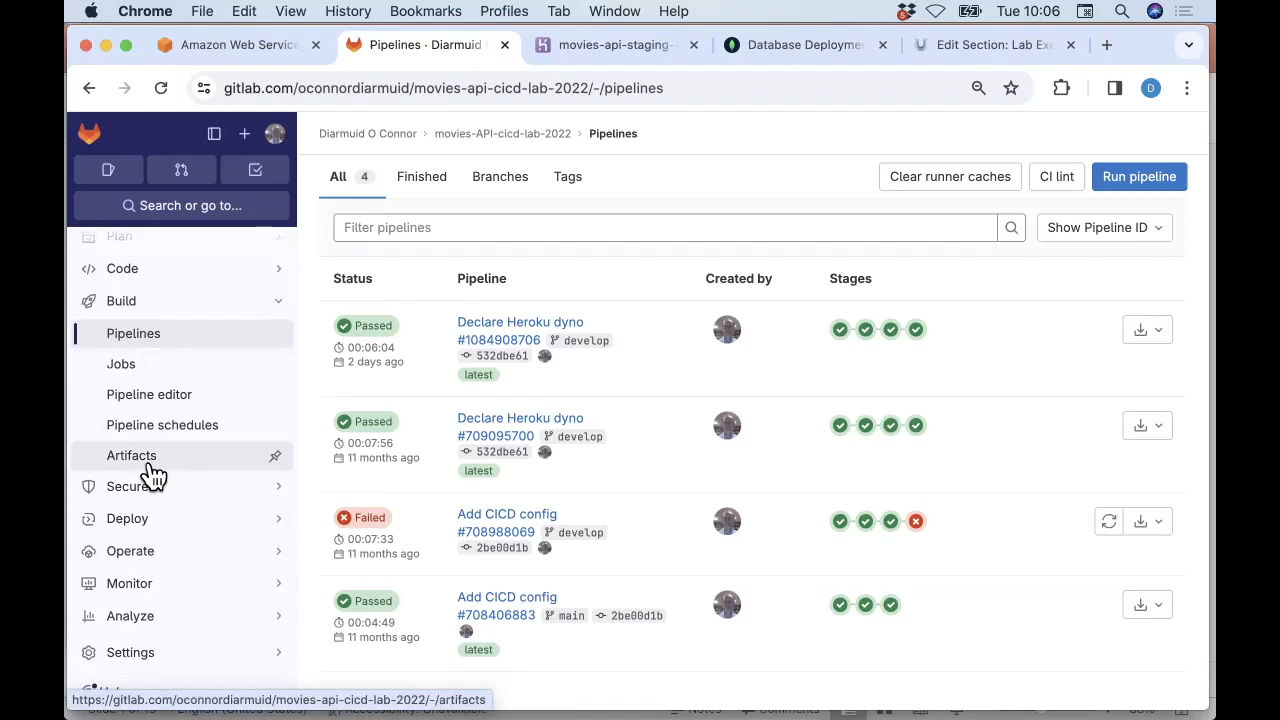 Chrome File Edit View History Bookmarks Profiles Tab Window Help 5 Tue 10:06
Amazon Web Service Pipelines · Diarmuid movies-api-staging- Database Deployme Edit Section: Lab Exe
gitlab.com/oconnordiarmuid/movies-api-cicd-lab-2022/-/pipelines D
Diarmuid O Connor movies-API-cicd-lab-2022 Pipelines
All 4 Finished Branches Tags Clear runner caches CI lint Run pipeline
Search or go to...
Filter pipelines Show Pipeline ID
Plan
Code
Build
Pipelines
Jobs
Pipeline editor
Pipeline schedules
Artifacts
Secure
Deploy
Operate
Monitor
Analyze
Settings
Status Pipeline Created by Stages
Passed Declare Heroku dyno
#1084908706 develop
00:06:04 532dbe61
2 days ago
latest
Passed Declare Heroku dyno
#709095700 develop
00:07:56 532dbe61
11 months ago
latest
Failed Add CICD config
#708988069 develop
00:07:33 2be00d1b
11 months ago
Passed Add CICD config
#708406883 main 2be00d1b
00:04:49
11 months ago
latest
https://gitlab.com/oconnordiarmuid/movies-api-cicd-lab-2022/-/artifacts